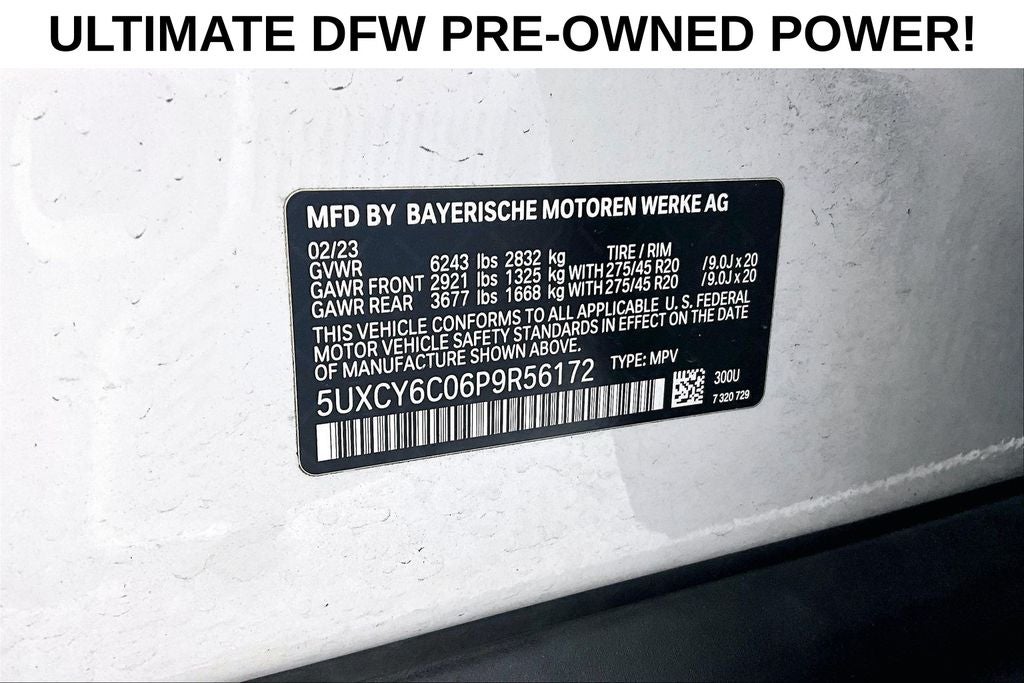 ULTIMATE DFW PRE-OWNED POWER!
MFD BY BAYERISCHE MOTOREN WERKE AG
02/23 TIRE / RIM
GVWR 6243 lbs 2832 kg
GAWR FRONT 2921 lbs 1325 kg WITH 275/45 R20 / 9.0J x 20
GAWR REAR 3677 lbs 1668 kg WITH 275/45 R20 / 9.0J x 20
THIS VEHICLE CONFORMS TO ALL APPLICABLE U. S. FEDERAL
MOTOR VEHICLE SAFETY STANDARDS IN EFFECT ON THE DATE
OF MANUFACTURE SHOWN ABOVE.
5UXCY6C06P9R56172 TYPE: MPV
300U
7 320 729